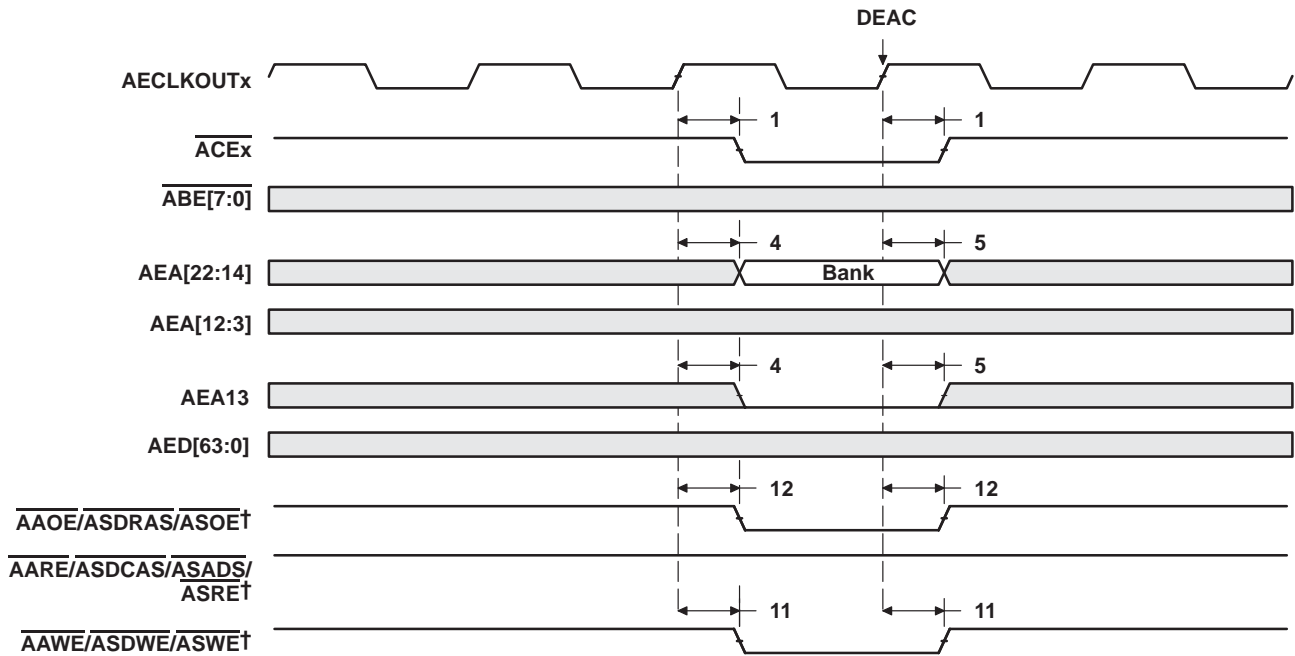 DEAC
AECLKOUTx
1 1
ACEx
ABE[7:0]
4 5
AEA[22:14] Bank
AEA[12:3]
4 5
AEA13
AED[63:0]
12 12
AAOE/ASDRAS/ASOE†
AARE/ASDCAS/ASADS/
ASRE†
11 11
AAWE/ASDWE/ASWE†